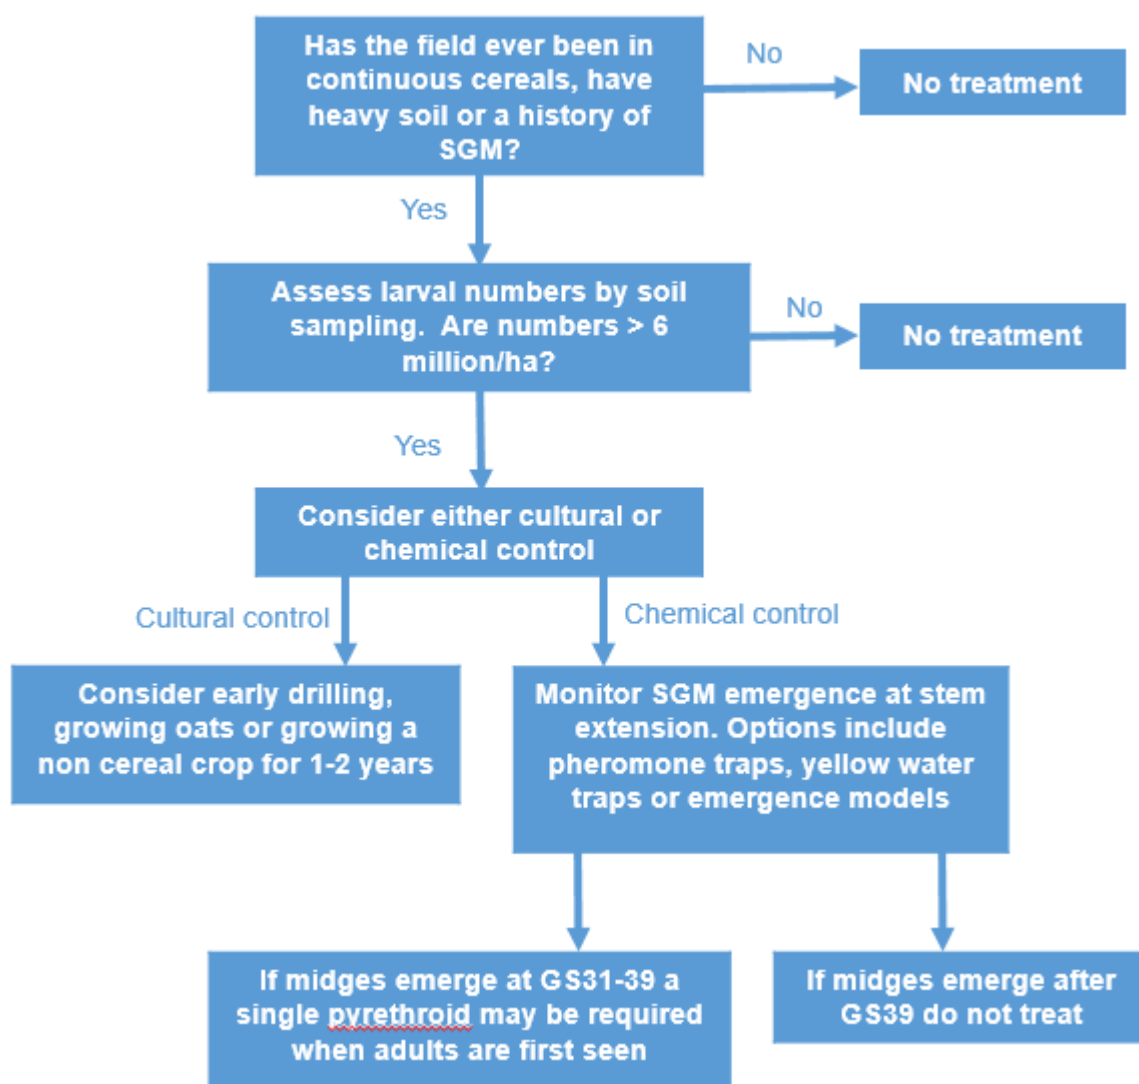 Has the field ever been in
continuous cereals, have
heavy soil or a history of
SGM?
No
No treatment
Yes
Assess larval numbers by soil
sampling.  Are numbers > 6
million/ha?
No
No treatment
Yes
Consider either cultural or
chemical control
Cultural control
Chemical control
Consider early drilling,
growing oats or growing a
non cereal crop for 1-2 years
Monitor SGM emergence at stem
extension. Options include
pheromone traps, yellow water
traps or emergence models
If midges emerge at GS31-39 a
single pyrethroid may be required
when adults are first seen
If midges emerge after
GS39 do not treat